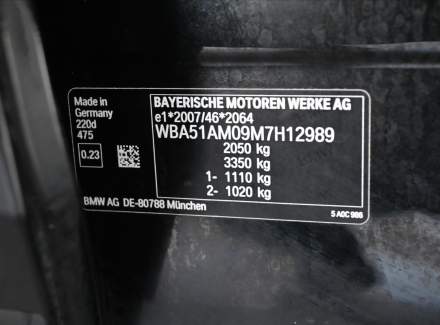 Made in
Germany
220d
475
0.23
BAYERISCHE MOTOREN WERKE AG
e1*2007/46*2064
WBA51AM09M7H12989
2050 kg
3350 kg
1- 1110 kg
2- 1020 kg
BMW AG DE-80788 München
5 A0C 986